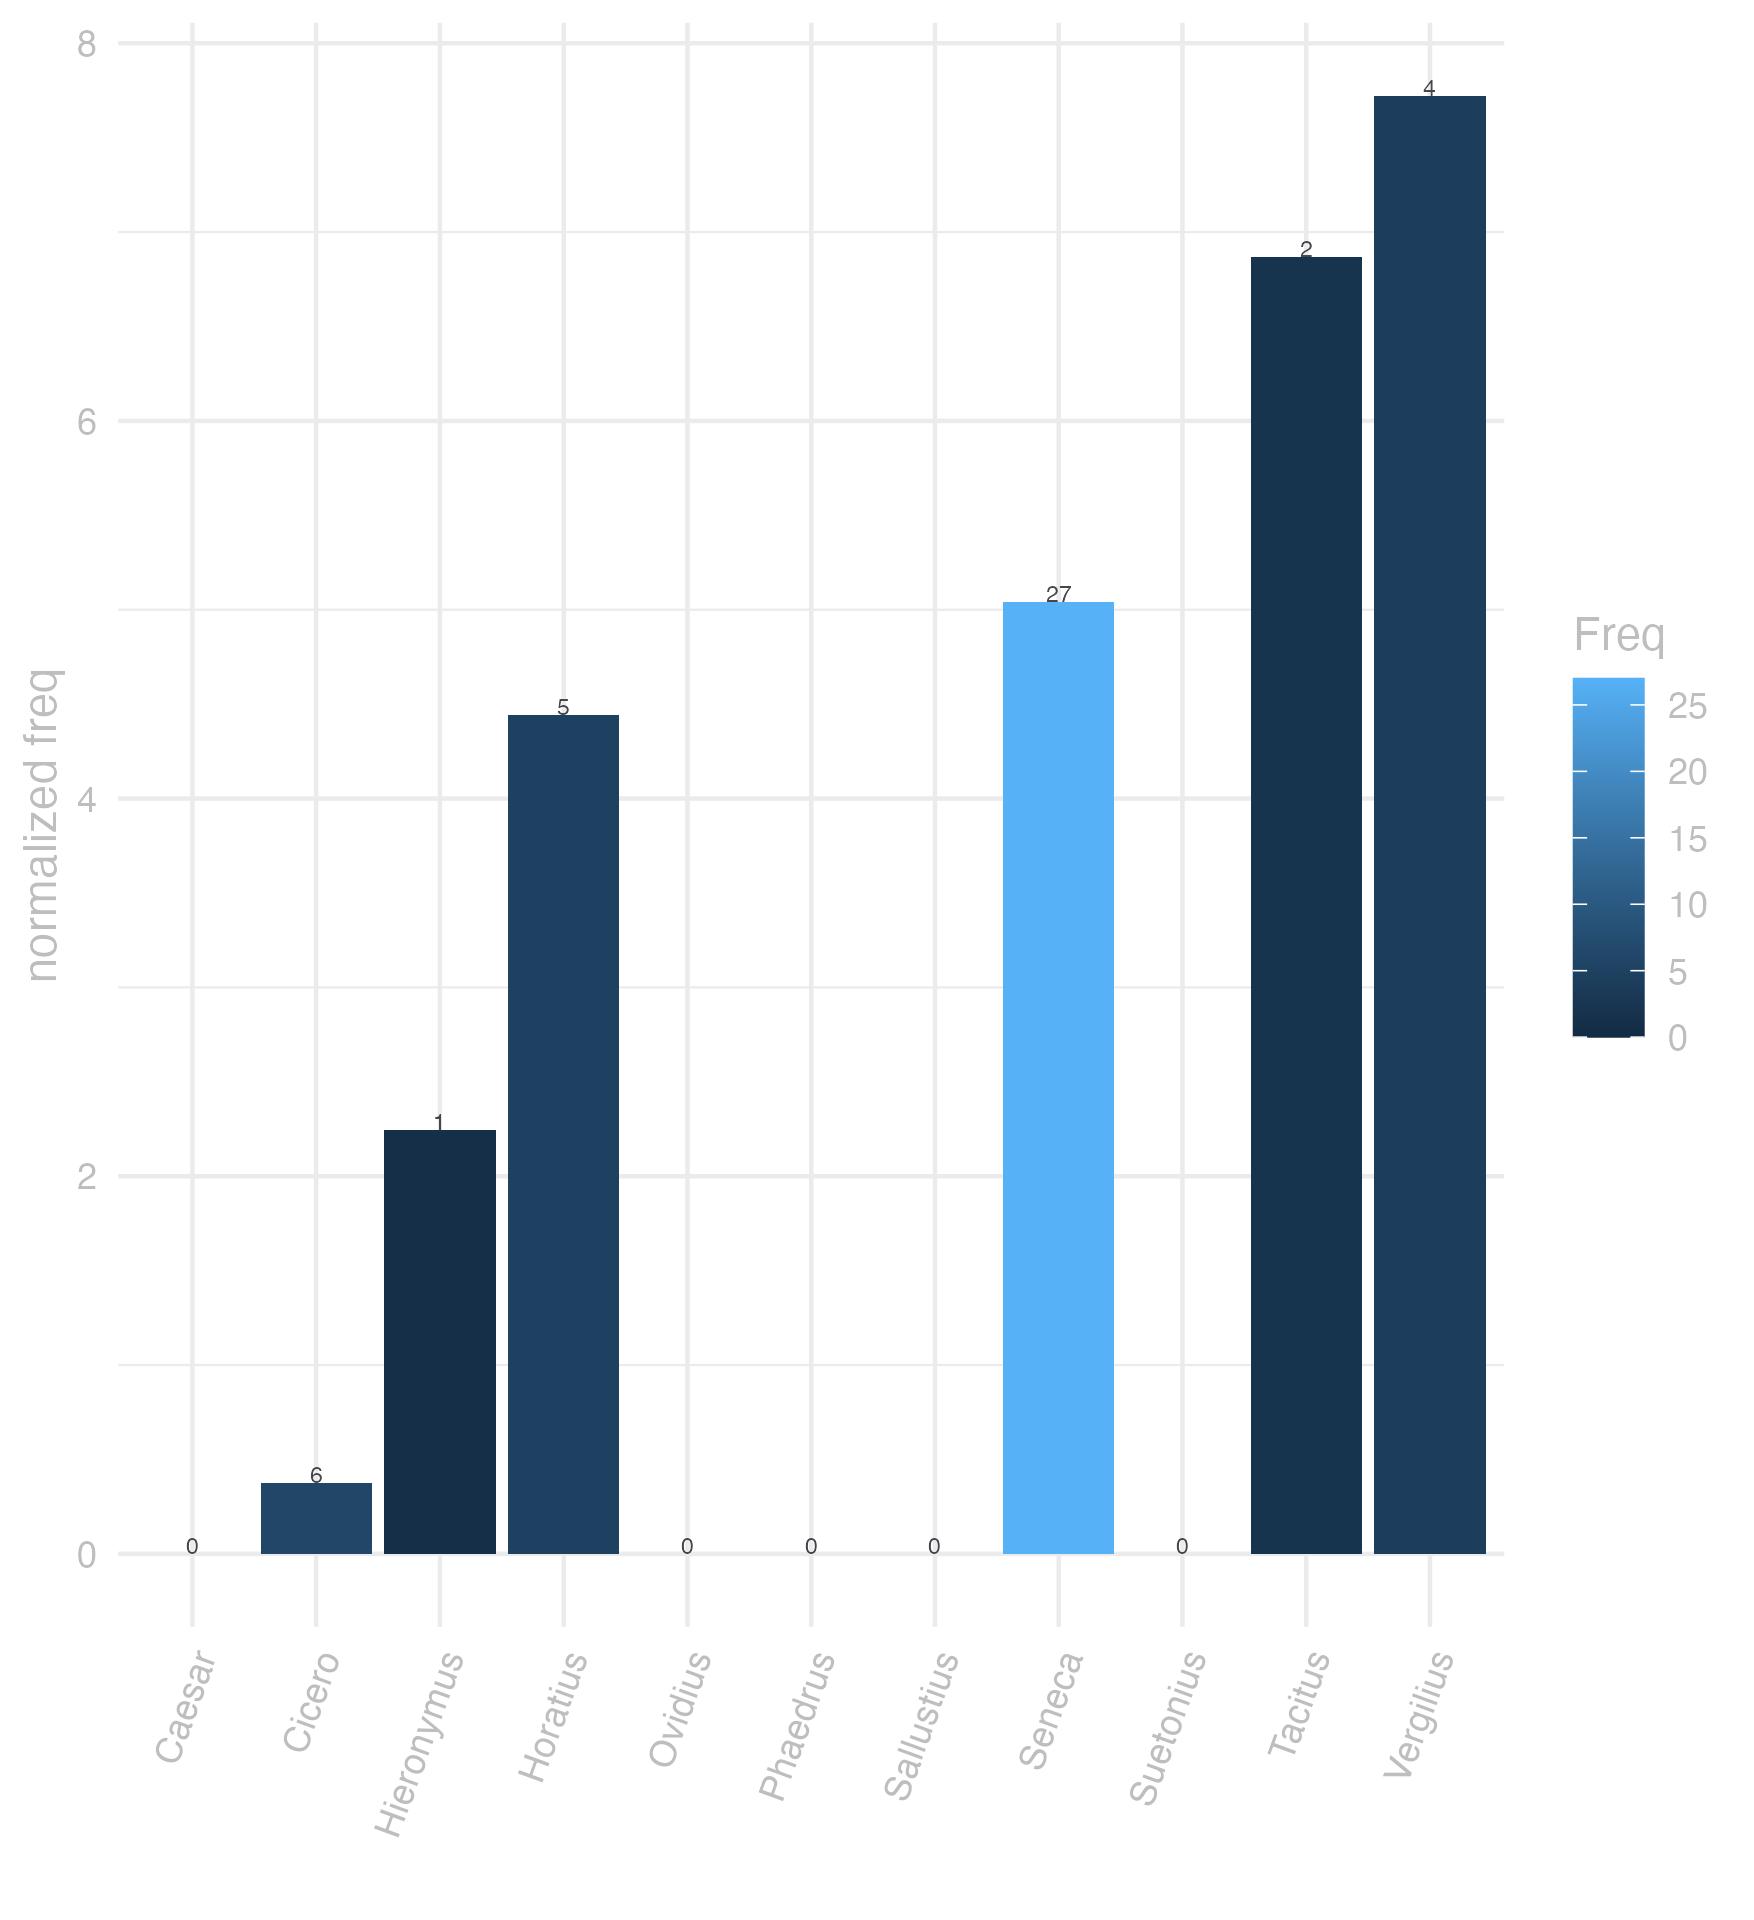 8
6
4
2
0
normalized freq
4
2
27
5
1
6
0
0
0
0
0
Caesar
Cicero
Hieronymus
Horatius
Ovidius
Phaedrus
Sallustius
Seneca
Suetonius
Tacitus
Vergilius
Freq
25
20
15
10
5
0